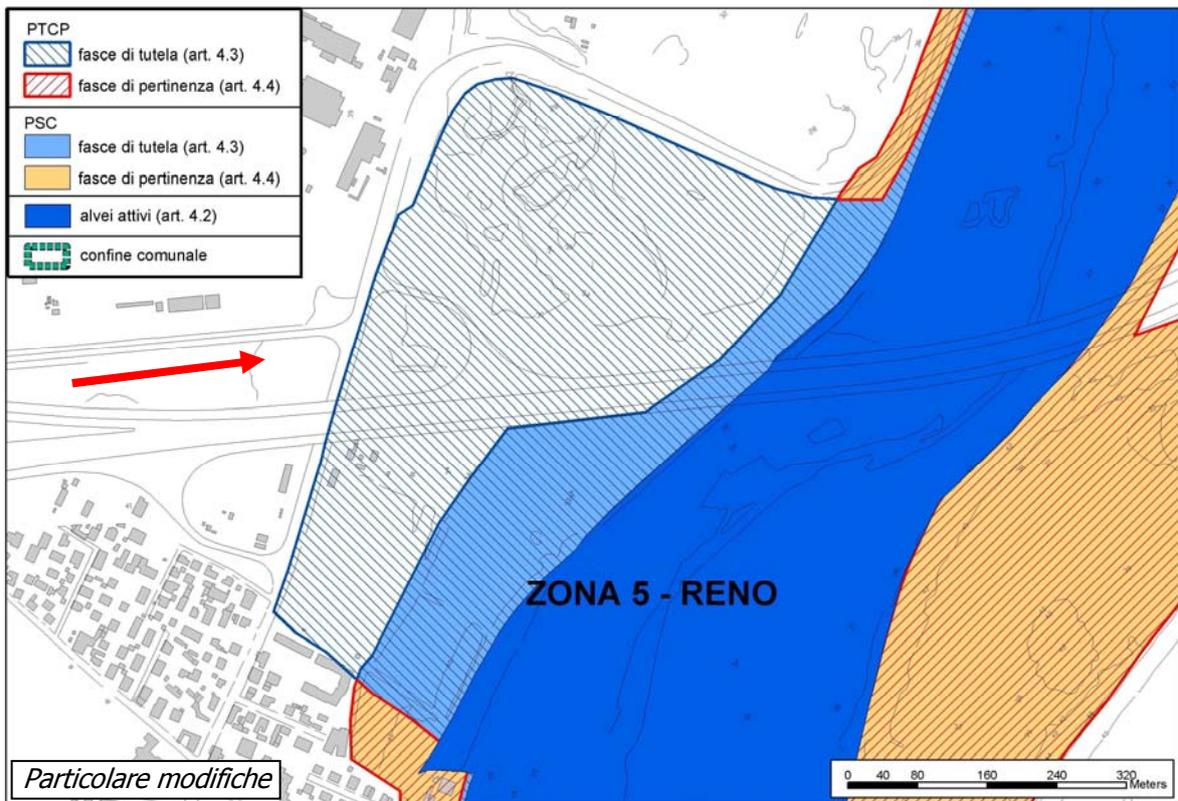 PTCP
fasce di tutela (art. 4.3)
fasce di pertinenza (art. 4.4)
PSC
fasce di tutela (art. 4.3)
fasce di pertinenza (art. 4.4)
alvei attivi (art. 4.2)
confine comunale
ZONA 5 - RENO
Particolare modifiche
0 40 80 160 240 320
Meters